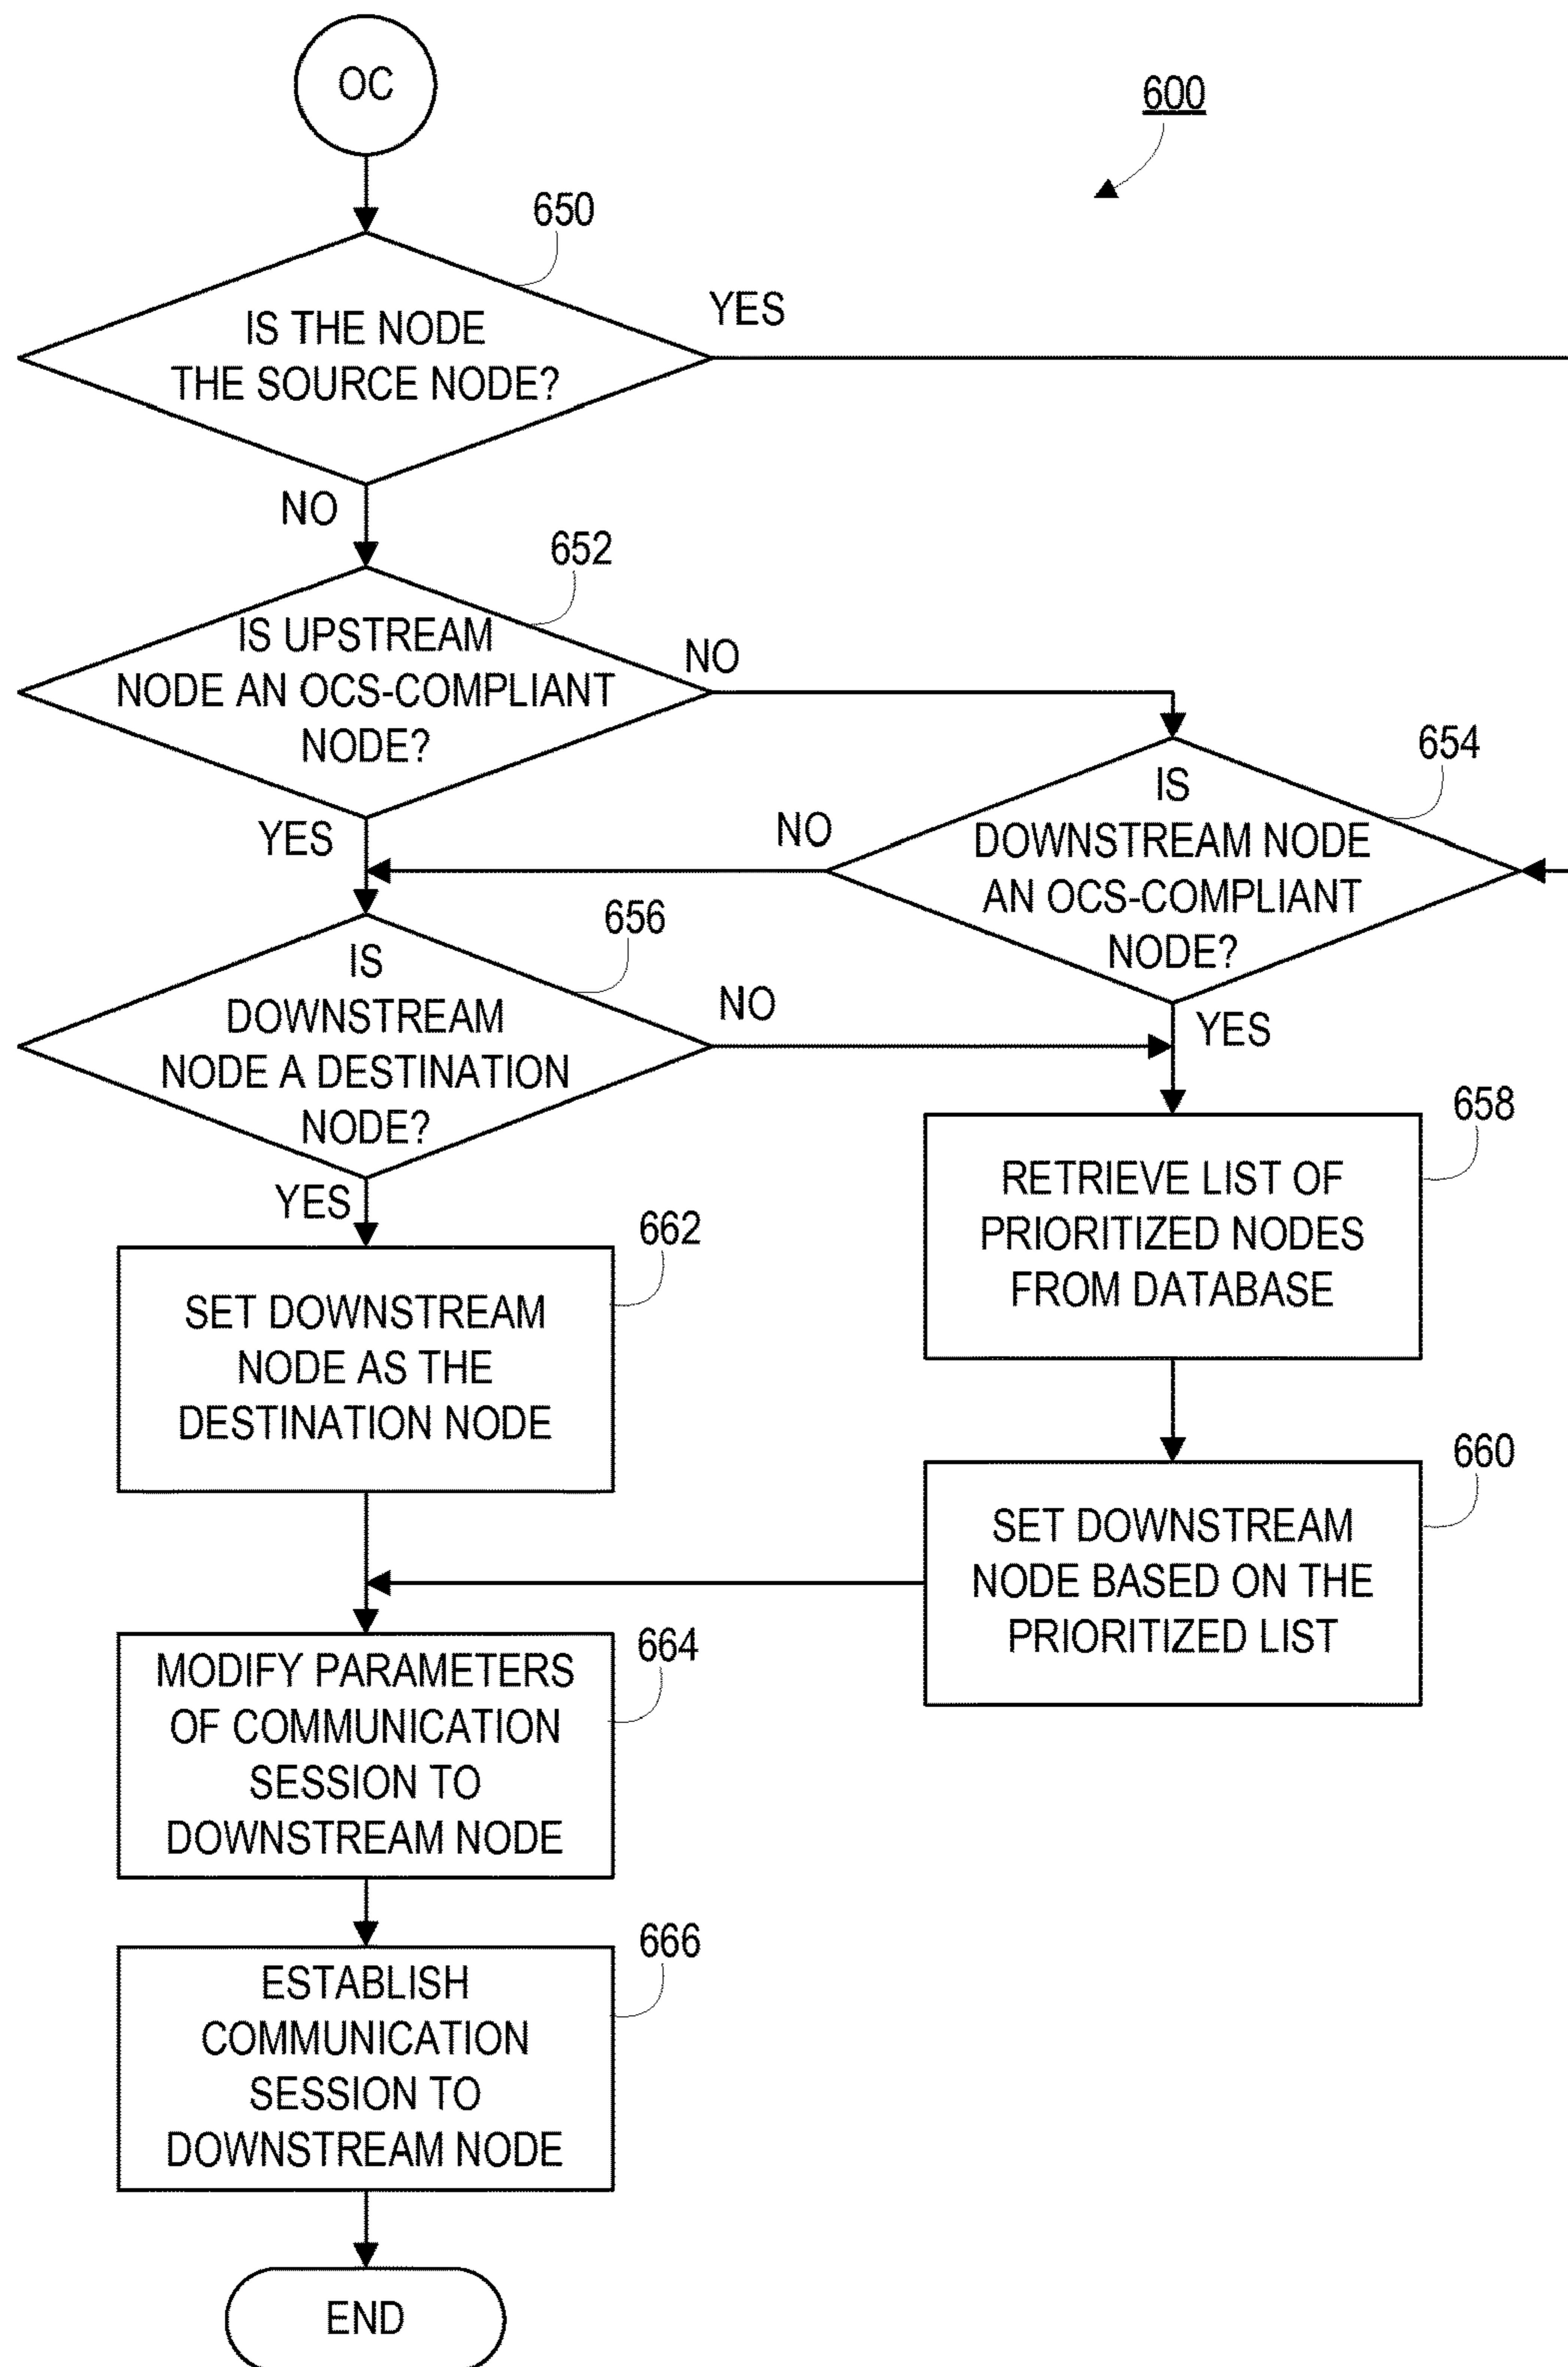 OC
600
650
IS THE NODE
THE SOURCE NODE?
YES
NO
652
IS UPSTREAM
NODE AN OCS-COMPLIANT
NODE?
NO
YES
654
IS
DOWNSTREAM NODE
AN OCS-COMPLIANT
NODE?
NO
YES
656
IS
DOWNSTREAM
NODE A DESTINATION
NODE?
NO
YES
658
RETRIEVE LIST OF
PRIORITIZED NODES
FROM DATABASE
662
SET DOWNSTREAM
NODE AS THE
DESTINATION NODE
660
SET DOWNSTREAM
NODE BASED ON THE
PRIORITIZED LIST
664
MODIFY PARAMETERS
OF COMMUNICATION
SESSION TO
DOWNSTREAM NODE
666
ESTABLISH
COMMUNICATION
SESSION TO
DOWNSTREAM NODE
END